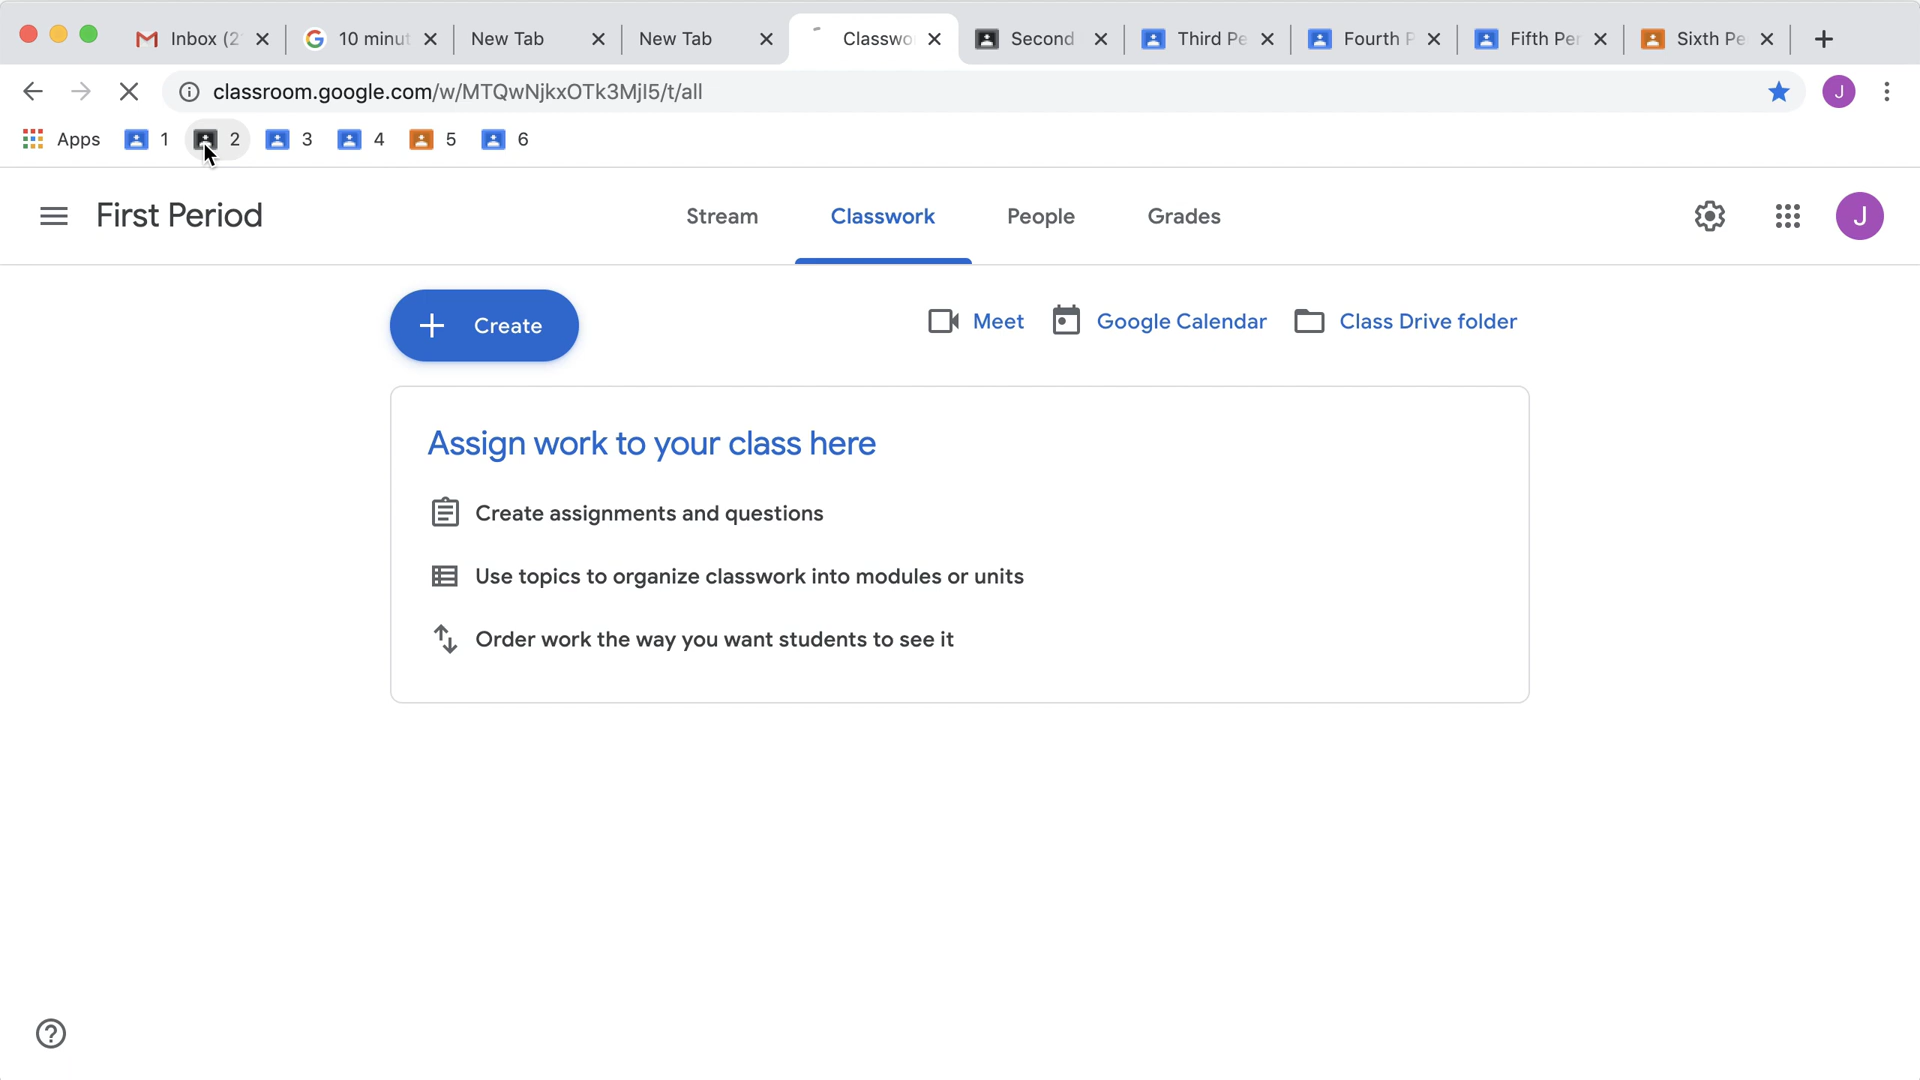 Inbox (2
10 minut
New Tab
New Tab
Classwo
Second
Third Pe
Fourth P
Fifth Per
Sixth Pe
classroom.google.com/w/MTQwNjkxOTk3MjI5/t/all
J
Apps
1
2
3
4
5
6
First Period
Stream
Classwork
People
Grades
J
Create
Meet
Google Calendar
Class Drive folder
Assign work to your class here
Create assignments and questions
Use topics to organize classwork into modules or units
Order work the way you want students to see it